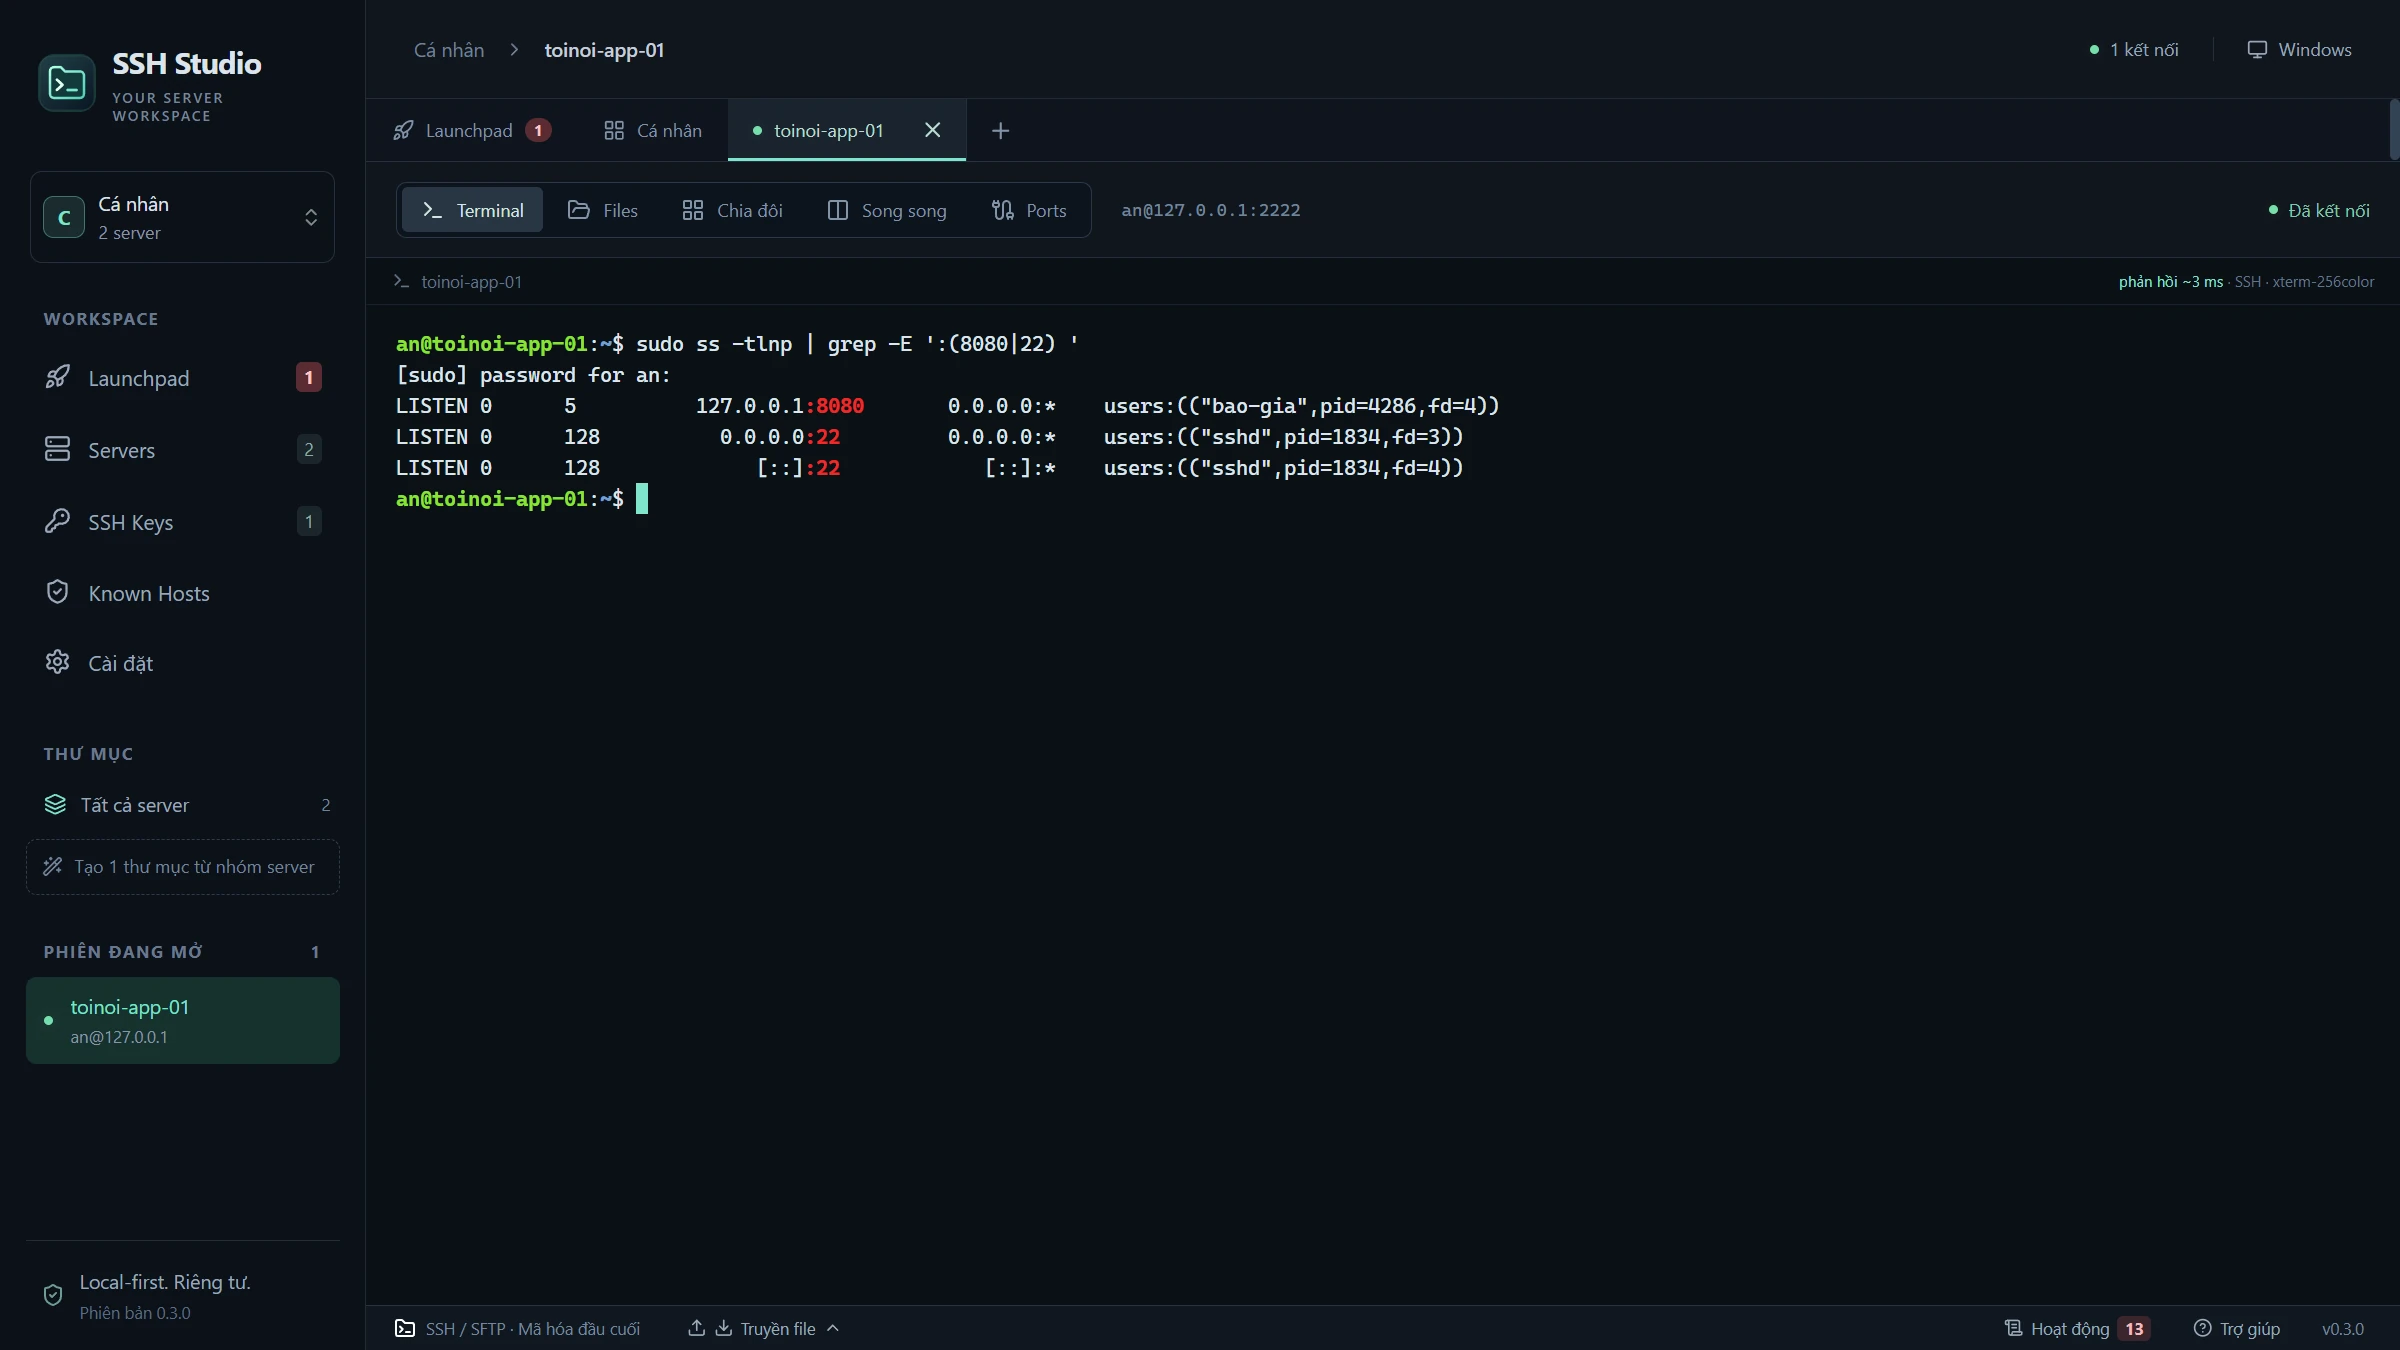 SSH Studio
YOUR SERVER
WORKSPACE
C
Cá nhân
2 server
WORKSPACE
Launchpad 1
Servers 2
SSH Keys 1
Known Hosts
Cài đặt
THƯ MỤC
Tất cả server 2
Tạo 1 thư mục từ nhóm server
PHIÊN ĐANG MỞ 1
toinoi-app-01
an@127.0.0.1
Local-first. Riêng tư.
Phiên bản 0.3.0
Cá nhân > toinoi-app-01
1 kết nối
Windows
Launchpad 1
Cá nhân
toinoi-app-01
Terminal
Files
Chia đôi
Song song
Ports
an@127.0.0.1:2222
Đã kết nối
toinoi-app-01
phản hồi ~3 ms · SSH · xterm-256color
an@toinoi-app-01:~$ sudo ss -tlnp | grep -E ':(8080|22) '
[sudo] password for an:
LISTEN 0      5          127.0.0.1:8080       0.0.0.0:*    users:(("bao-gia",pid=4286,fd=4))
LISTEN 0      128          0.0.0.0:22         0.0.0.0:*    users:(("sshd",pid=1834,fd=3))
LISTEN 0      128             [::]:22            [::]:*    users:(("sshd",pid=1834,fd=4))
an@toinoi-app-01:~$
SSH / SFTP · Mã hóa đầu cuối
Truyền file
Hoạt động 13
Trợ giúp
v0.3.0